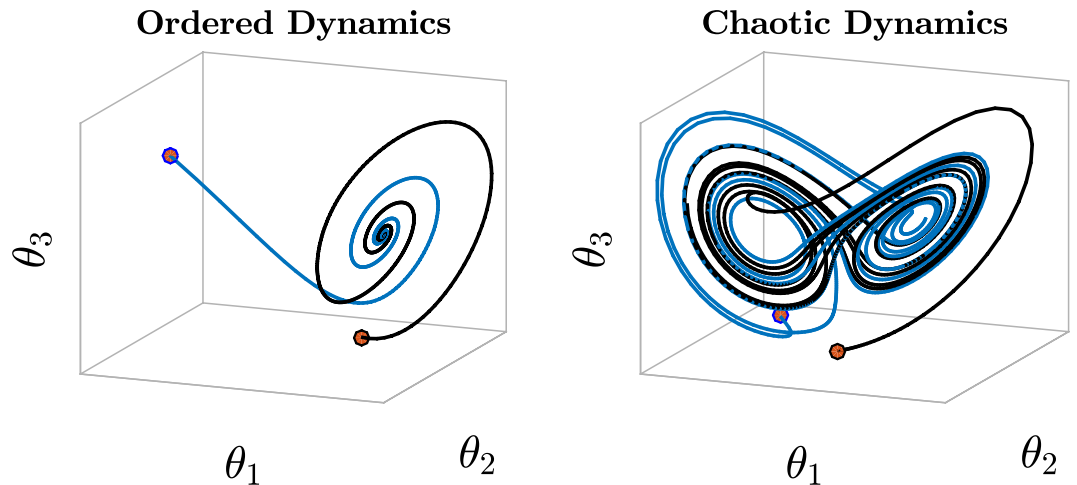 Ordered Dynamics
θ3
θ1
θ2
Chaotic Dynamics
θ3
θ1
θ2